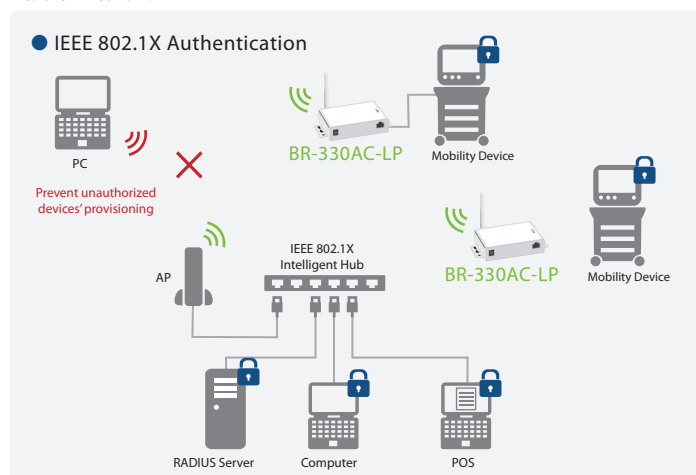 IEEE 802.1X Authentication
PC
Prevent unauthorized
devices' provisioning
BR-330AC-LP
Mobility Device
BR-330AC-LP
Mobility Device
AP
IEEE 802.1X
Intelligent Hub
RADIUS Server
Computer
POS